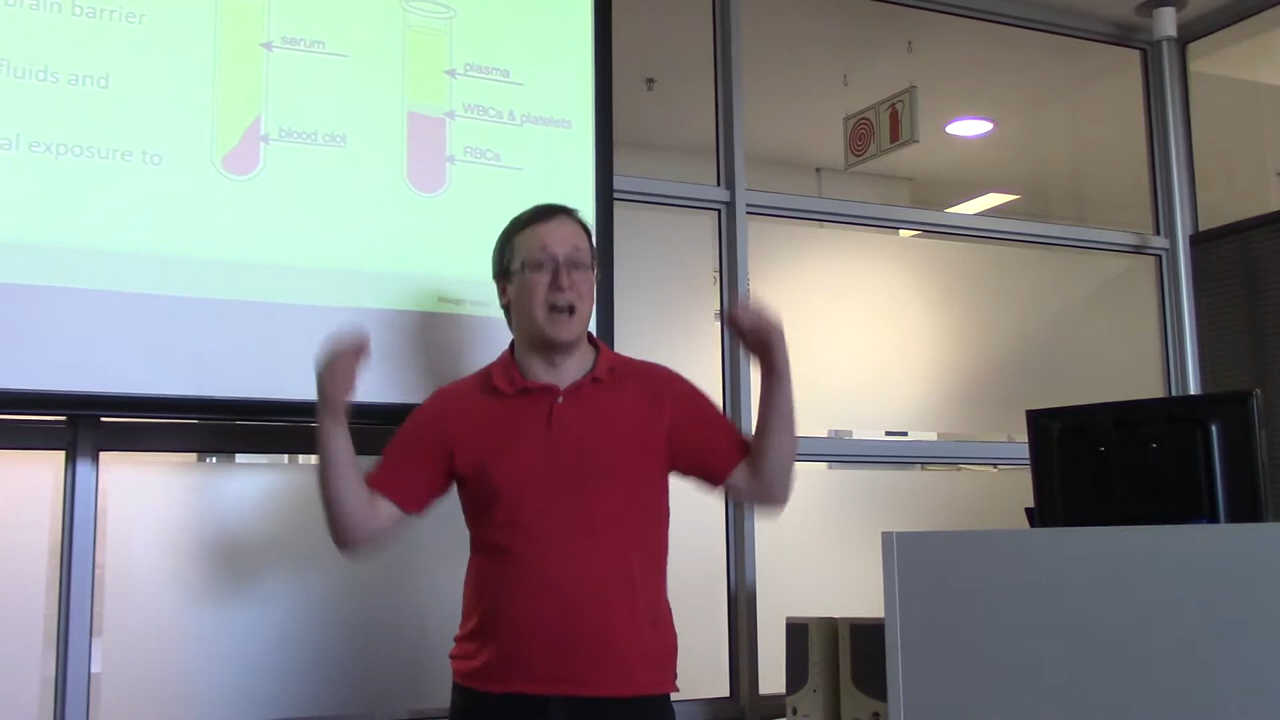 brain barrier
fluids and
al exposure to
serum
blood clot
plasma
WBCs & platelets
RBCs